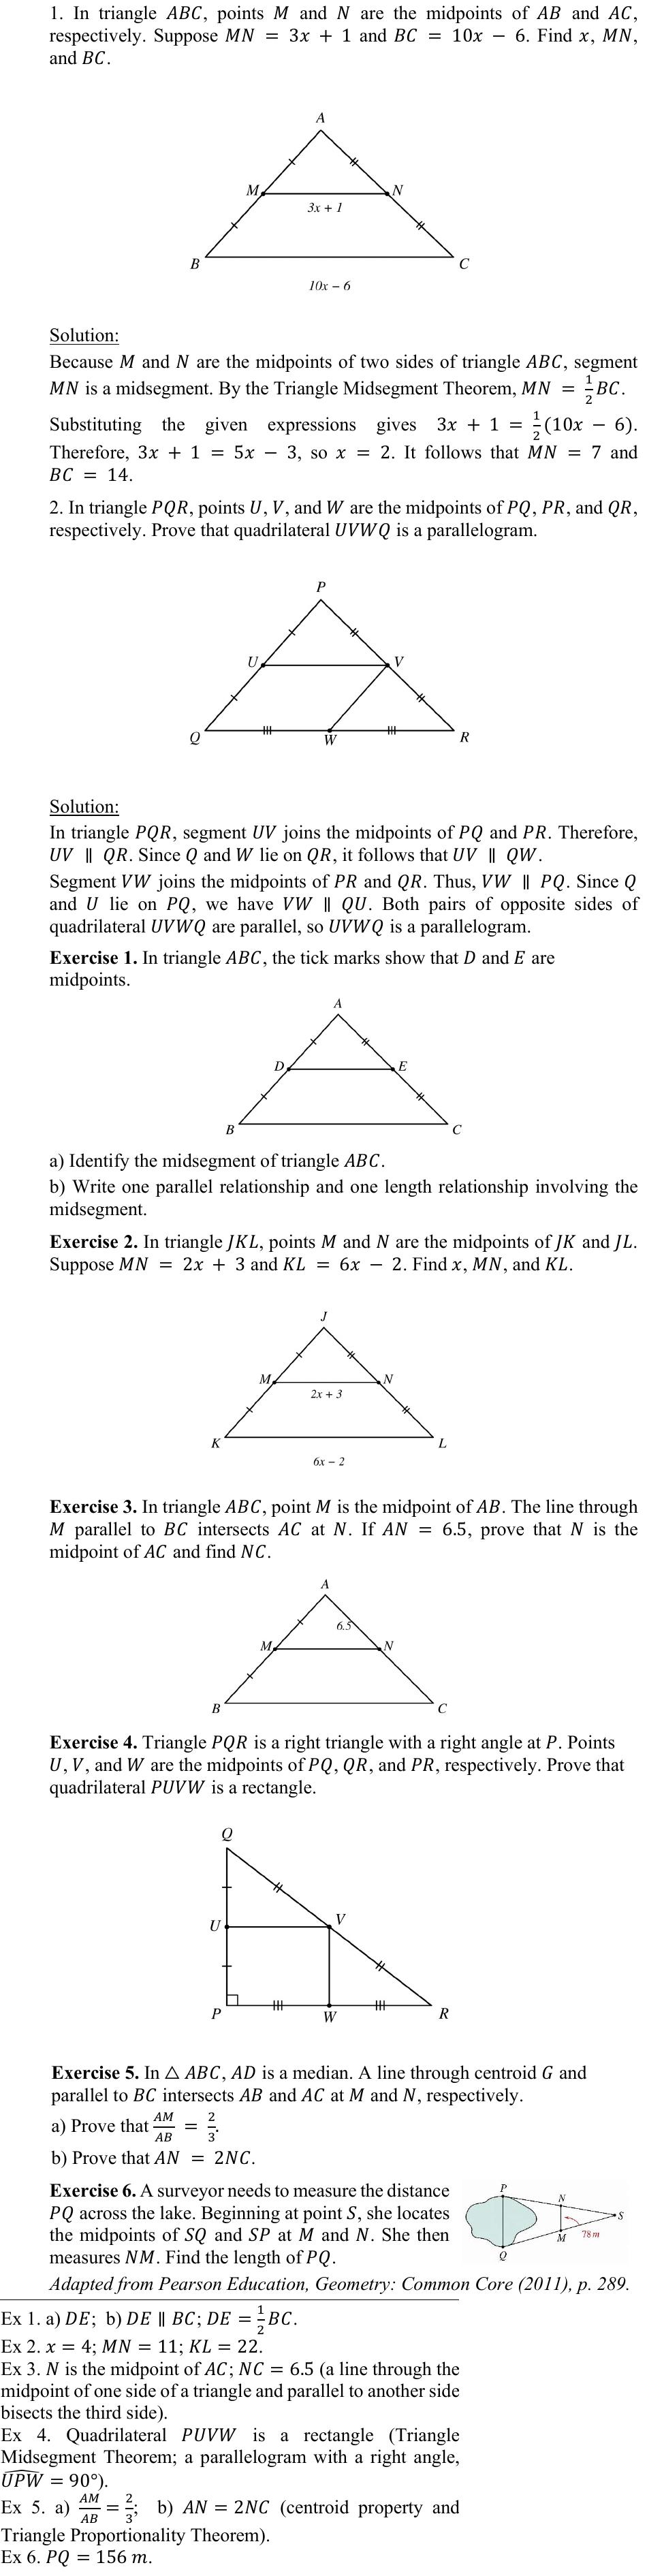 1. In triangle ABC, points M and N are the midpoints of AB and AC,
respectively. Suppose MN = 3x + 1 and BC = 10x − 6. Find x, MN,
and BC.
A
M
N
3x + 1
B
C
10x − 6
Solution:
Because M and N are the midpoints of two sides of triangle ABC, segment
MN is a midsegment. By the Triangle Midsegment Theorem, MN = 1/2 BC.
Substituting the given expressions gives 3x + 1 = 1/2 (10x − 6).
Therefore, 3x + 1 = 5x − 3, so x = 2. It follows that MN = 7 and
BC = 14.
2. In triangle PQR, points U, V, and W are the midpoints of PQ, PR, and QR,
respectively. Prove that quadrilateral UVWQ is a parallelogram.
P
U
V
Q
W
R
Solution:
In triangle PQR, segment UV joins the midpoints of PQ and PR. Therefore,
UV ∥ QR. Since Q and W lie on QR, it follows that UV ∥ QW.
Segment VW joins the midpoints of PR and QR. Thus, VW ∥ PQ. Since Q
and U lie on PQ, we have VW ∥ QU. Both pairs of opposite sides of
quadrilateral UVWQ are parallel, so UVWQ is a parallelogram.
Exercise 1. In triangle ABC, the tick marks show that D and E are
midpoints.
A
D
E
B
C
a) Identify the midsegment of triangle ABC.
b) Write one parallel relationship and one length relationship involving the
midsegment.
Exercise 2. In triangle JKL, points M and N are the midpoints of JK and JL.
Suppose MN = 2x + 3 and KL = 6x − 2. Find x, MN, and KL.
J
M
N
2x + 3
K
L
6x − 2
Exercise 3. In triangle ABC, point M is the midpoint of AB. The line through
M parallel to BC intersects AC at N. If AN = 6.5, prove that N is the
midpoint of AC and find NC.
A
6.5
M
N
B
C
Exercise 4. Triangle PQR is a right triangle with a right angle at P. Points
U, V, and W are the midpoints of PQ, QR, and PR, respectively. Prove that
quadrilateral PUVW is a rectangle.
Q
U
V
P
W
R
Exercise 5. In △ ABC, AD is a median. A line through centroid G and
parallel to BC intersects AB and AC at M and N, respectively.
a) Prove that AM/AB = 2/3.
b) Prove that AN = 2NC.
Exercise 6. A surveyor needs to measure the distance
PQ across the lake. Beginning at point S, she locates
the midpoints of SQ and SP at M and N. She then
measures NM. Find the length of PQ.
P
N
S
M
78 m
Q
Adapted from Pearson Education, Geometry: Common Core (2011), p. 289.
Ex 1. a) DE; b) DE ∥ BC; DE = 1/2 BC.
Ex 2. x = 4; MN = 11; KL = 22.
Ex 3. N is the midpoint of AC; NC = 6.5 (a line through the
midpoint of one side of a triangle and parallel to another side
bisects the third side).
Ex 4. Quadrilateral PUVW is a rectangle (Triangle
Midsegment Theorem; a parallelogram with a right angle,
UPW = 90°).
Ex 5. a) AM/AB = 2/3; b) AN = 2NC (centroid property and
Triangle Proportionality Theorem).
Ex 6. PQ = 156 m.